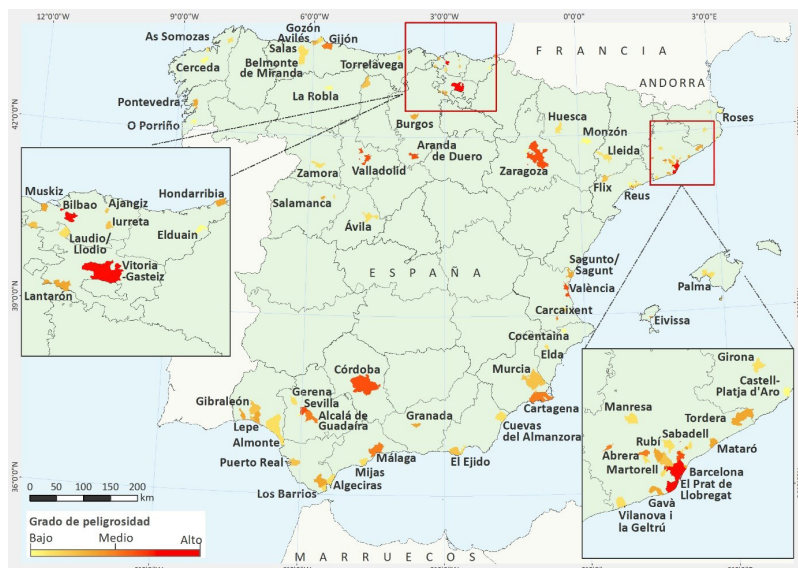 12°0'0"O
9°0'0"O
6°0'0"O
3°0'0"O
0°0'0"
3°0'0"E
F R A N C I A
ANDORRA
As Somozas
Gozón
Avilés
Gijón
Salas
Belmonte
de Miranda
Torrelavega
Cerceda
La Robla
Pontevedra
O Porriño
42°0'0"N
Burgos
Huesca
Monzón
Roses
Aranda
de Duero
Lleida
Zamora
Valladolid
Zaragoza
Flix
Reus
Salamanca
Ávila
Muskiz
Bilbao
Ajangiz
Hondarribia
Iurreta
Elduain
Laudio/
Llodio
Vitoria
-Gasteiz
Lantarón
E S P A Ñ A
Sagunto/
Sagunt
València
Palma
39°0'0"N
Carcaixent
Eivissa
Cocentaina
Elda
Córdoba
Murcia
Gibraleón
Gerena
Sevilla
Alcalá de
Guadaíra
Granada
Cartagena
Lepe
Cuevas
del Almanzora
Almonte
Puerto Real
Málaga
El Ejido
Mijas
36°0'0"N
Los Barrios
Algeciras
Girona
Castell-
Platja d'Aro
Manresa
Tordera
Sabadell
Rubí
Abrera
Mataró
Martorell
Barcelona
El Prat de
Llobregat
Gavà
Vilanova i
la Geltrú
0 50 100 150 200
km
Grado de peligrosidad
Bajo Medio Alto
M A R R U E C O S